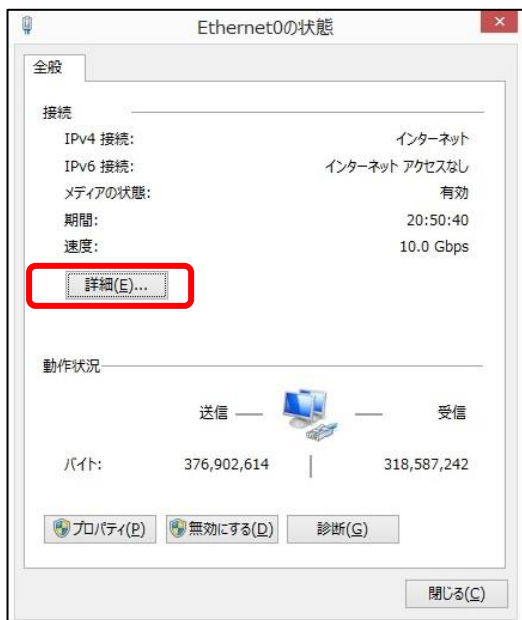 Ethernet0の状態
全般
接続
IPv4 接続: インターネット
IPv6 接続: インターネット アクセスなし
メディアの状態: 有効
期間: 20:50:40
速度: 10.0 Gbps
詳細(E)...
動作状況
送信 受信
バイト: 376,902,614 318,587,242
プロパティ(P) 無効にする(D) 診断(G)
閉じる(C)